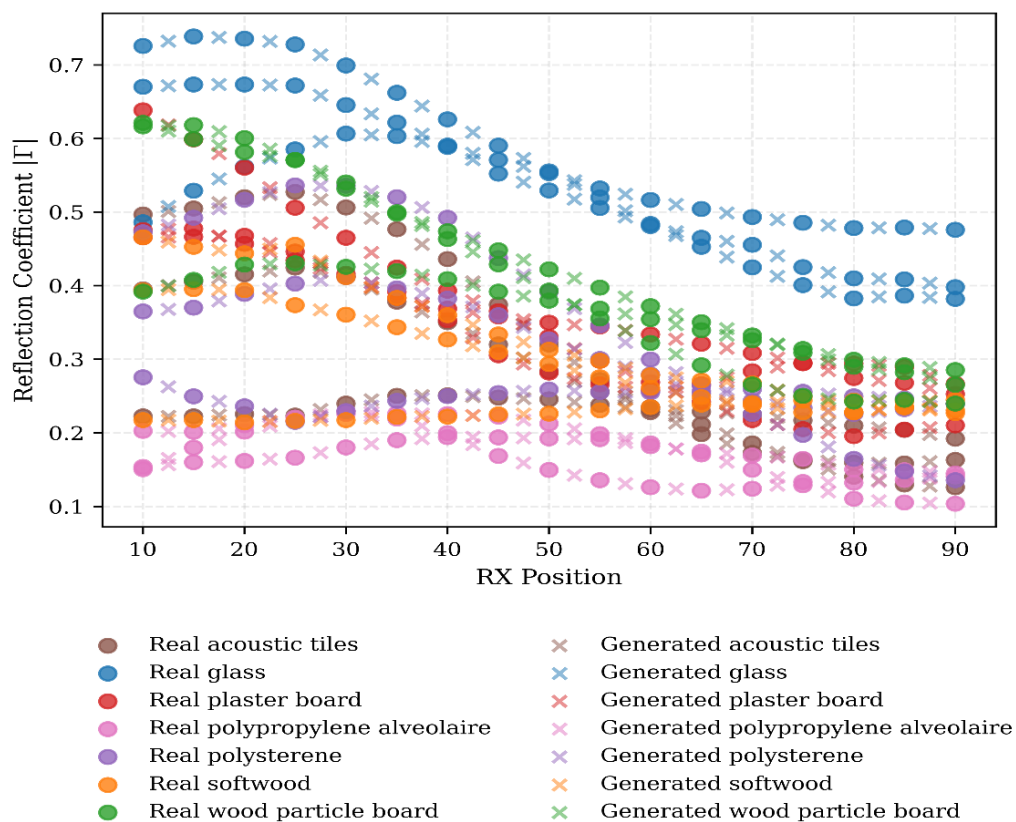 0.7
0.6
0.5
0.4
0.3
0.2
0.1
Reflection Coefficient |Γ|
10 20 30 40 50 60 70 80 90
RX Position
Real acoustic tiles
Real glass
Real plaster board
Real polypropylene alveolaire
Real polysterene
Real softwood
Real wood particle board
Generated acoustic tiles
Generated glass
Generated plaster board
Generated polypropylene alveolaire
Generated polysterene
Generated softwood
Generated wood particle board